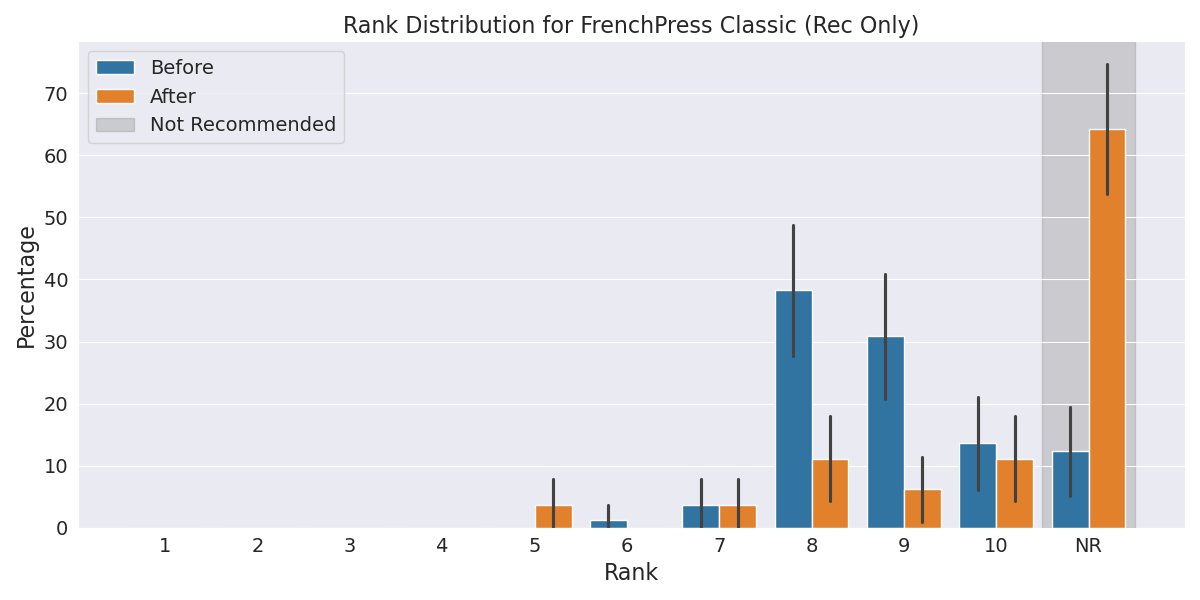 Rank Distribution for FrenchPress Classic (Rec Only)
Before
After
Not Recommended
Percentage
70
60
50
40
30
20
10
0
1 2 3 4 5 6 7 8 9 10 NR
Rank